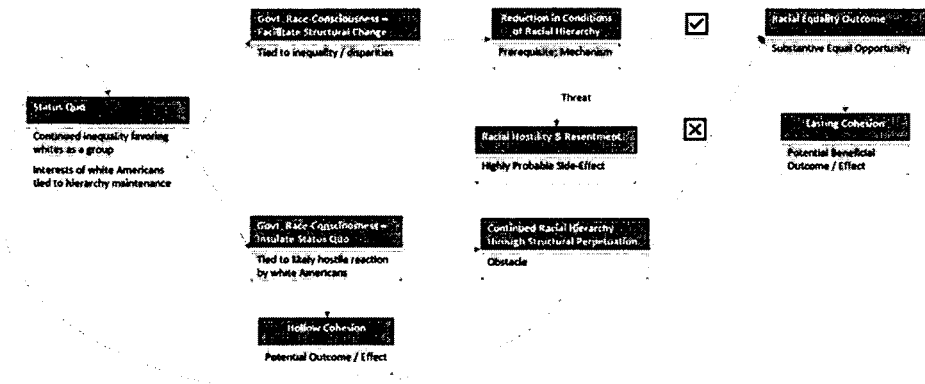 Govt. Race-Consciousness –
Facilitate Structural Change
Tied to inequality / disparities
Reduction in Conditions
of Racial Hierarchy
Prerequisite; Mechanism
Racial Equality Outcome
Substantive Equal Opportunity
Status Quo
Continued inequality favoring
whites as a group
Interests of white Americans
tied to hierarchy maintenance
Threat
Racial Hostility & Resentment
Highly Probable Side-Effect
Lasting Cohesion
Potential Beneficial
Outcome / Effect
Govt. Race-Consciousness –
Insulate Status Quo
Tied to likely hostile reaction
by white Americans
Continued Racial Hierarchy
through Structural Perpetuation
Obstacle
Hollow Cohesion
Potential Outcome / Effect